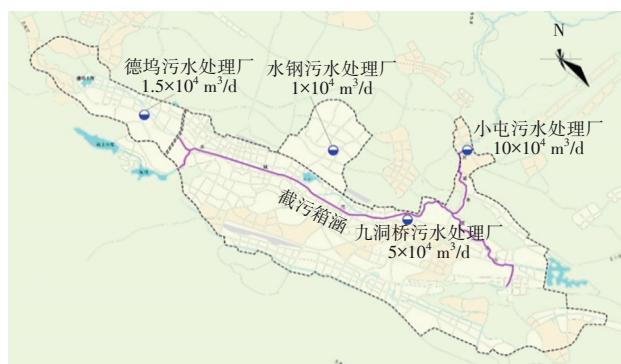 N
德坞污水处理厂
1.5×10⁴ m³/d
水钢污水处理厂
1×10⁴ m³/d
小屯污水处理厂
10×10⁴ m³/d
截污箱涵
九洞桥污水处理厂
5×10⁴ m³/d